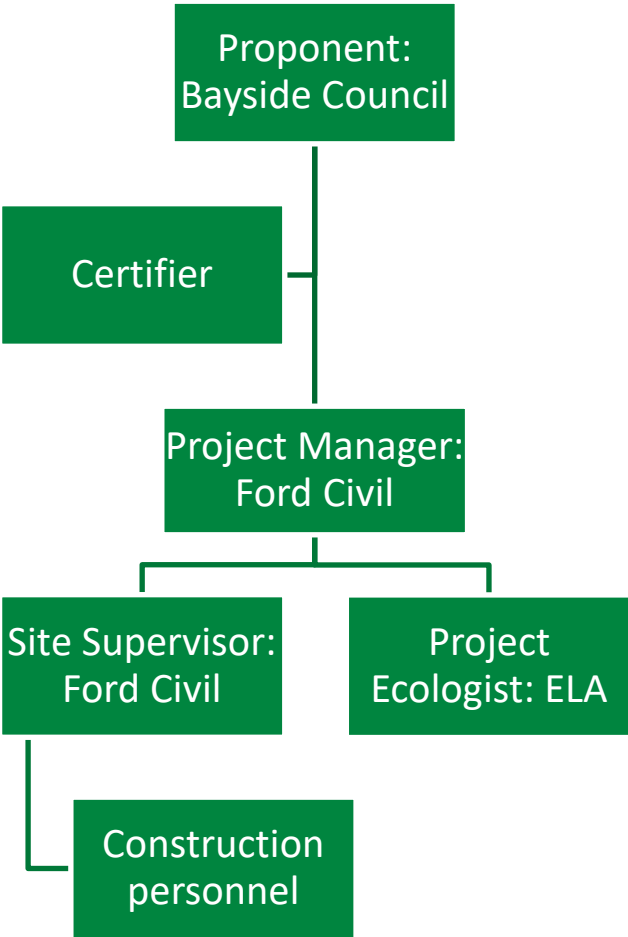 Proponent:
Bayside Council
Certifier
Project Manager:
Ford Civil
Site Supervisor:
Ford Civil
Project
Ecologist: ELA
Construction
personnel